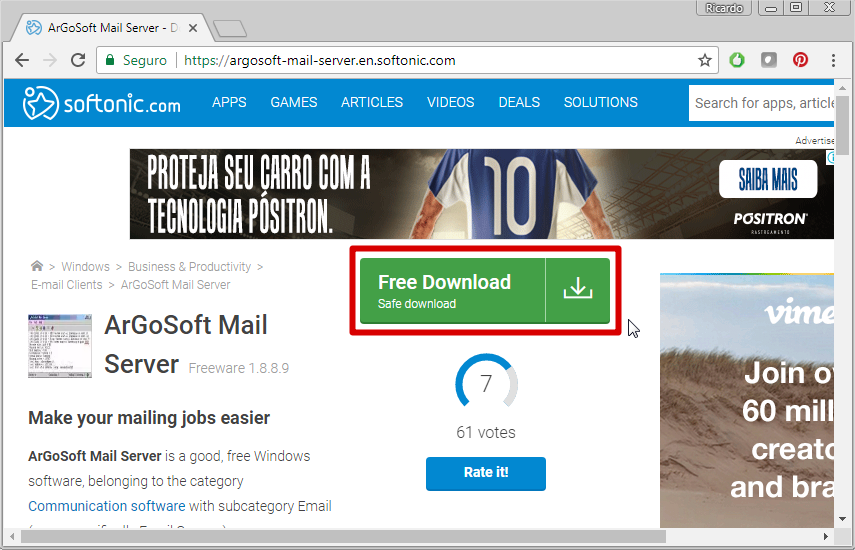 Ricardo
ArGoSoft Mail Server - D
Seguro
https://argosoft-mail-server.en.softonic.com
softonic.com
APPS
GAMES
ARTICLES
VIDEOS
DEALS
SOLUTIONS
Search for apps, article
Advertise
PROTEJA SEU CARRO COM A
TECNOLOGIA PÓSITRON.
10
SAIBA MAIS
PÓSITRON®
RASTREAMENTO
> Windows > Business & Productivity >
E-mail Clients > ArGoSoft Mail Server
Free Download
Safe download
ArGoSoft Mail
Server Freeware 1.8.8.9
7
61 votes
Rate it!
Make your mailing jobs easier
ArGoSoft Mail Server is a good, free Windows
software, belonging to the category
Communication software with subcategory Email
vime
Join ov
60 mill
creato
and bra